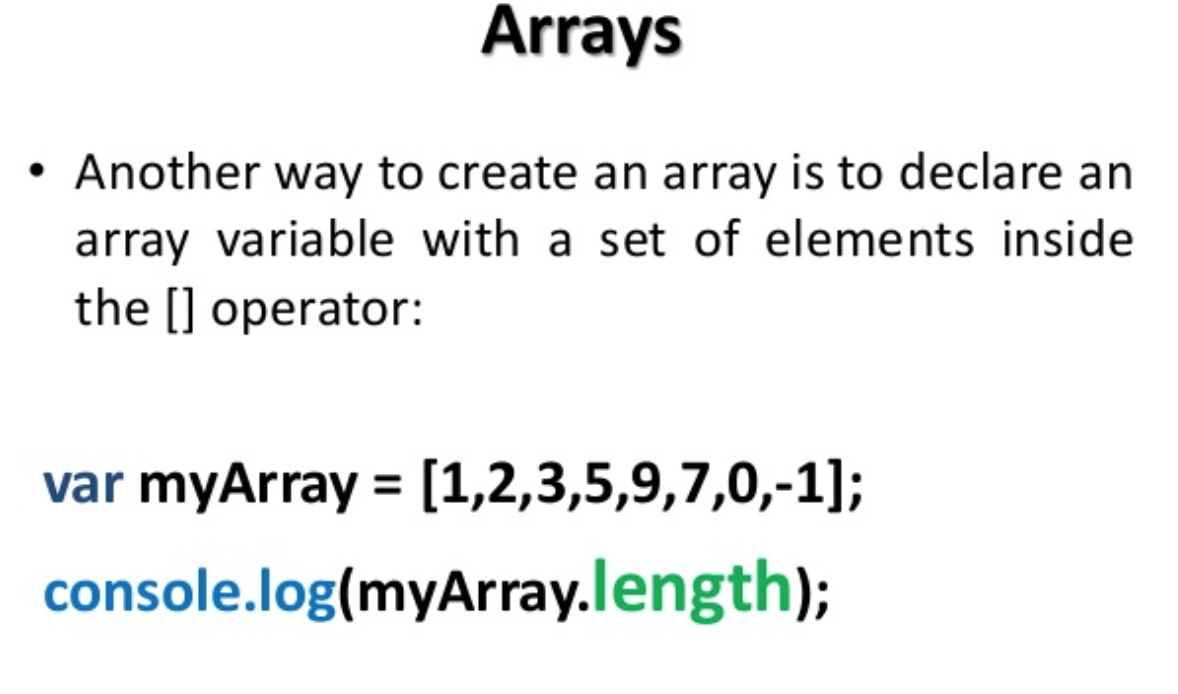 Arrays
• Another way to create an array is to declare an
array variable with a set of elements inside
the [] operator:
var myArray = [1,2,3,5,9,7,0,-1];
console.log(myArray.length);